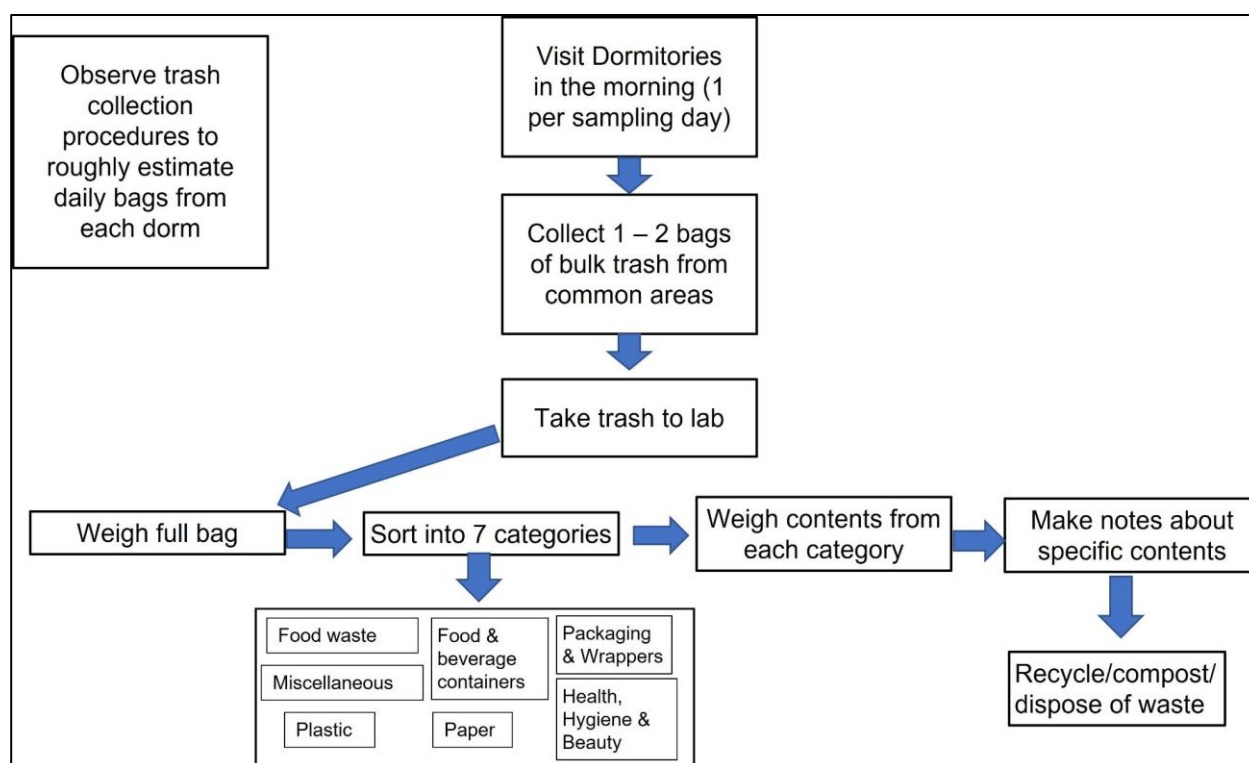 Observe trash
collection
procedures to
roughly estimate
daily bags from
each dorm
Visit Dormitories
in the morning (1
per sampling day)
Collect 1 – 2 bags
of bulk trash from
common areas
Take trash to lab
Weigh full bag
Sort into 7 categories
Weigh contents from
each category
Make notes about
specific contents
Food waste
Miscellaneous
Plastic
Food &
beverage
containers
Paper
Packaging
& Wrappers
Health,
Hygiene &
Beauty
Recycle/compost/
dispose of waste